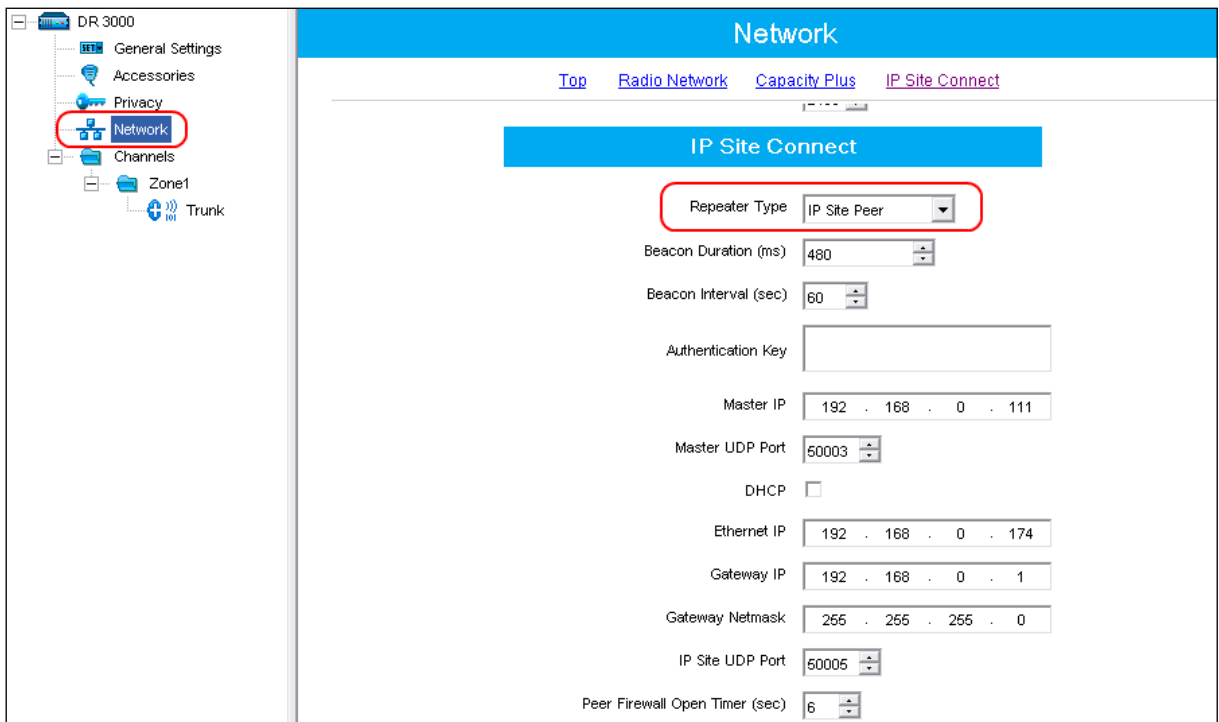 DR 3000
General Settings
Accessories
Privacy
Network
Channels
Zone1
Trunk
Network
Top Radio Network Capacity Plus IP Site Connect
IP Site Connect
Repeater Type IP Site Peer
Beacon Duration (ms) 480
Beacon Interval (sec) 60
Authentication Key
Master IP 192 . 168 . 0 . 111
Master UDP Port 50003
DHCP
Ethernet IP 192 . 168 . 0 . 174
Gateway IP 192 . 168 . 0 . 1
Gateway Netmask 255 . 255 . 255 . 0
IP Site UDP Port 50005
Peer Firewall Open Timer (sec) 6